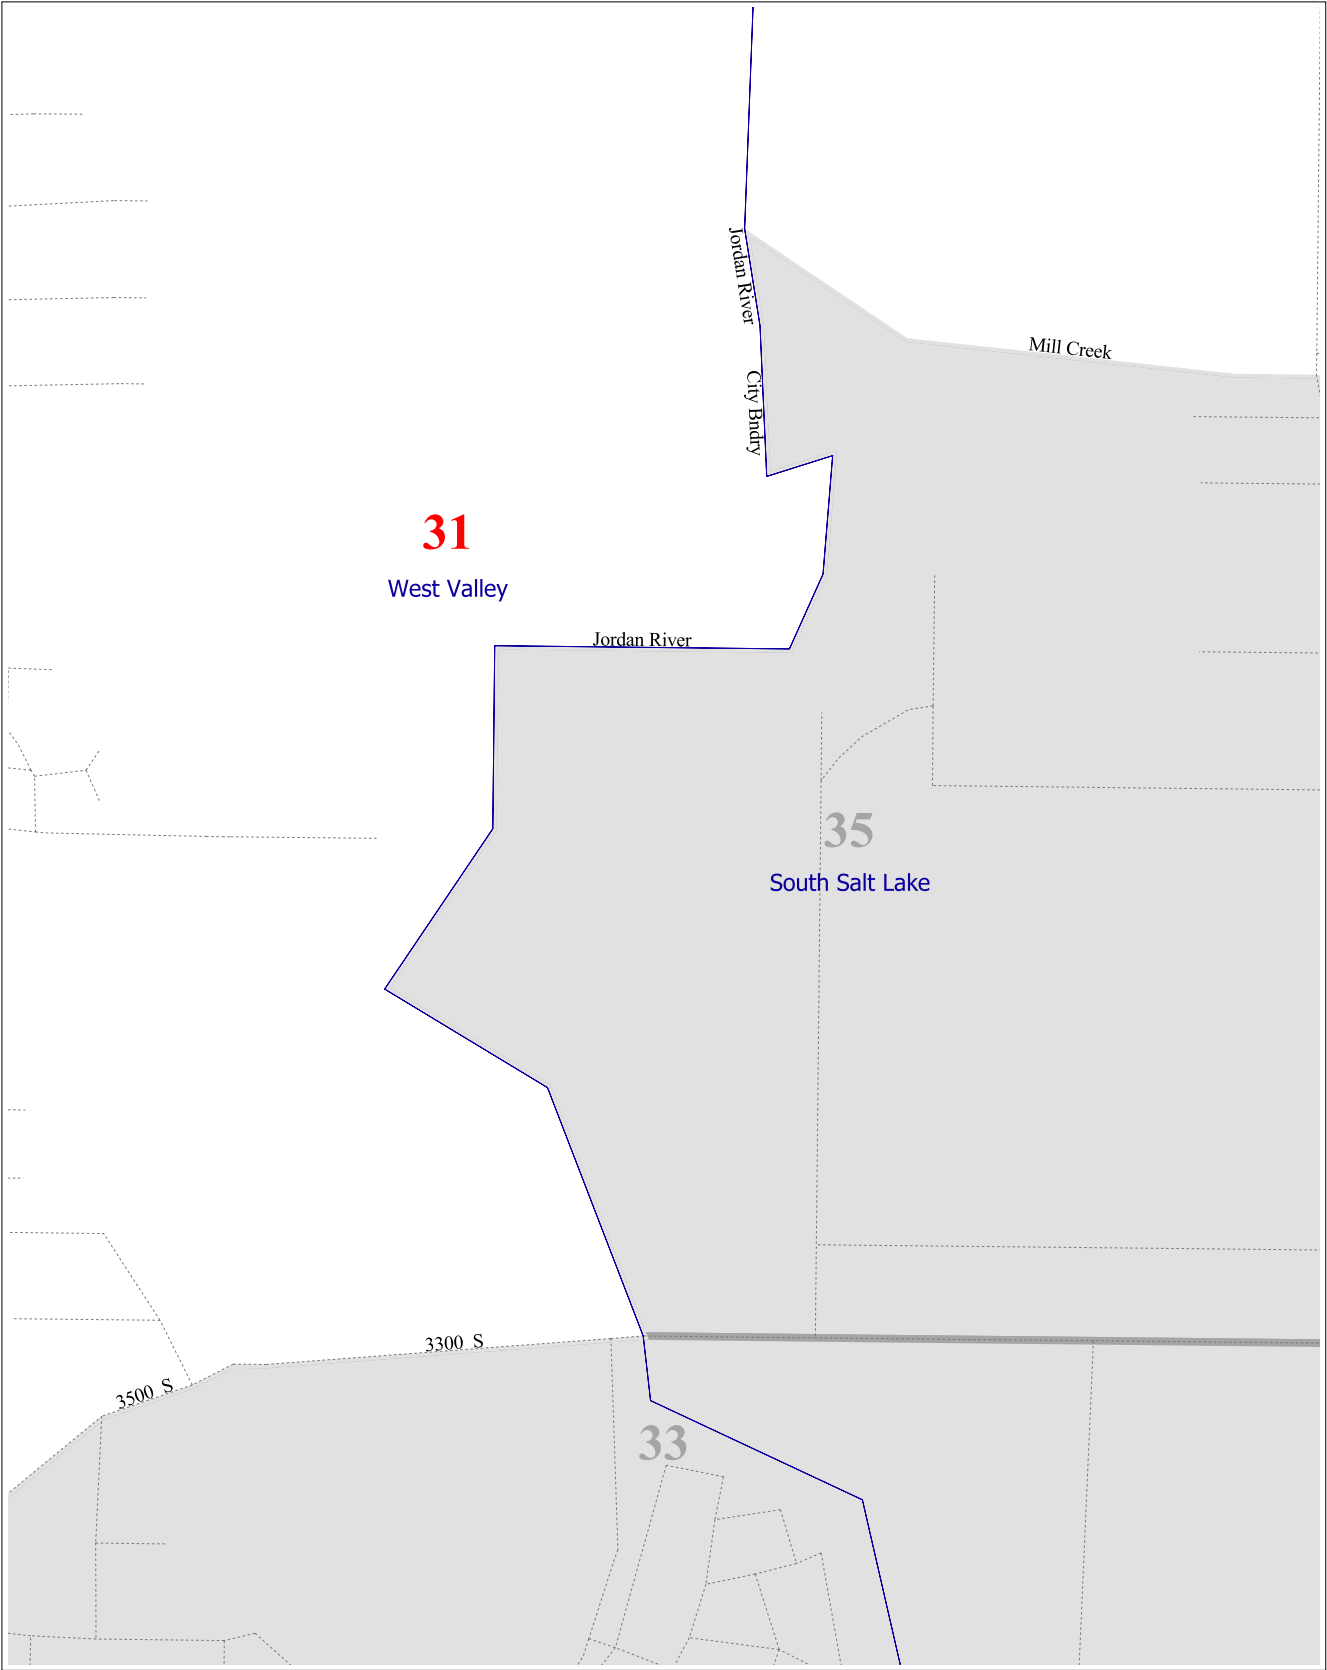 Jordan River
Mill Creek
City Bndry
31
West Valley
Jordan River
35
South Salt Lake
3300 S
3500 S
33